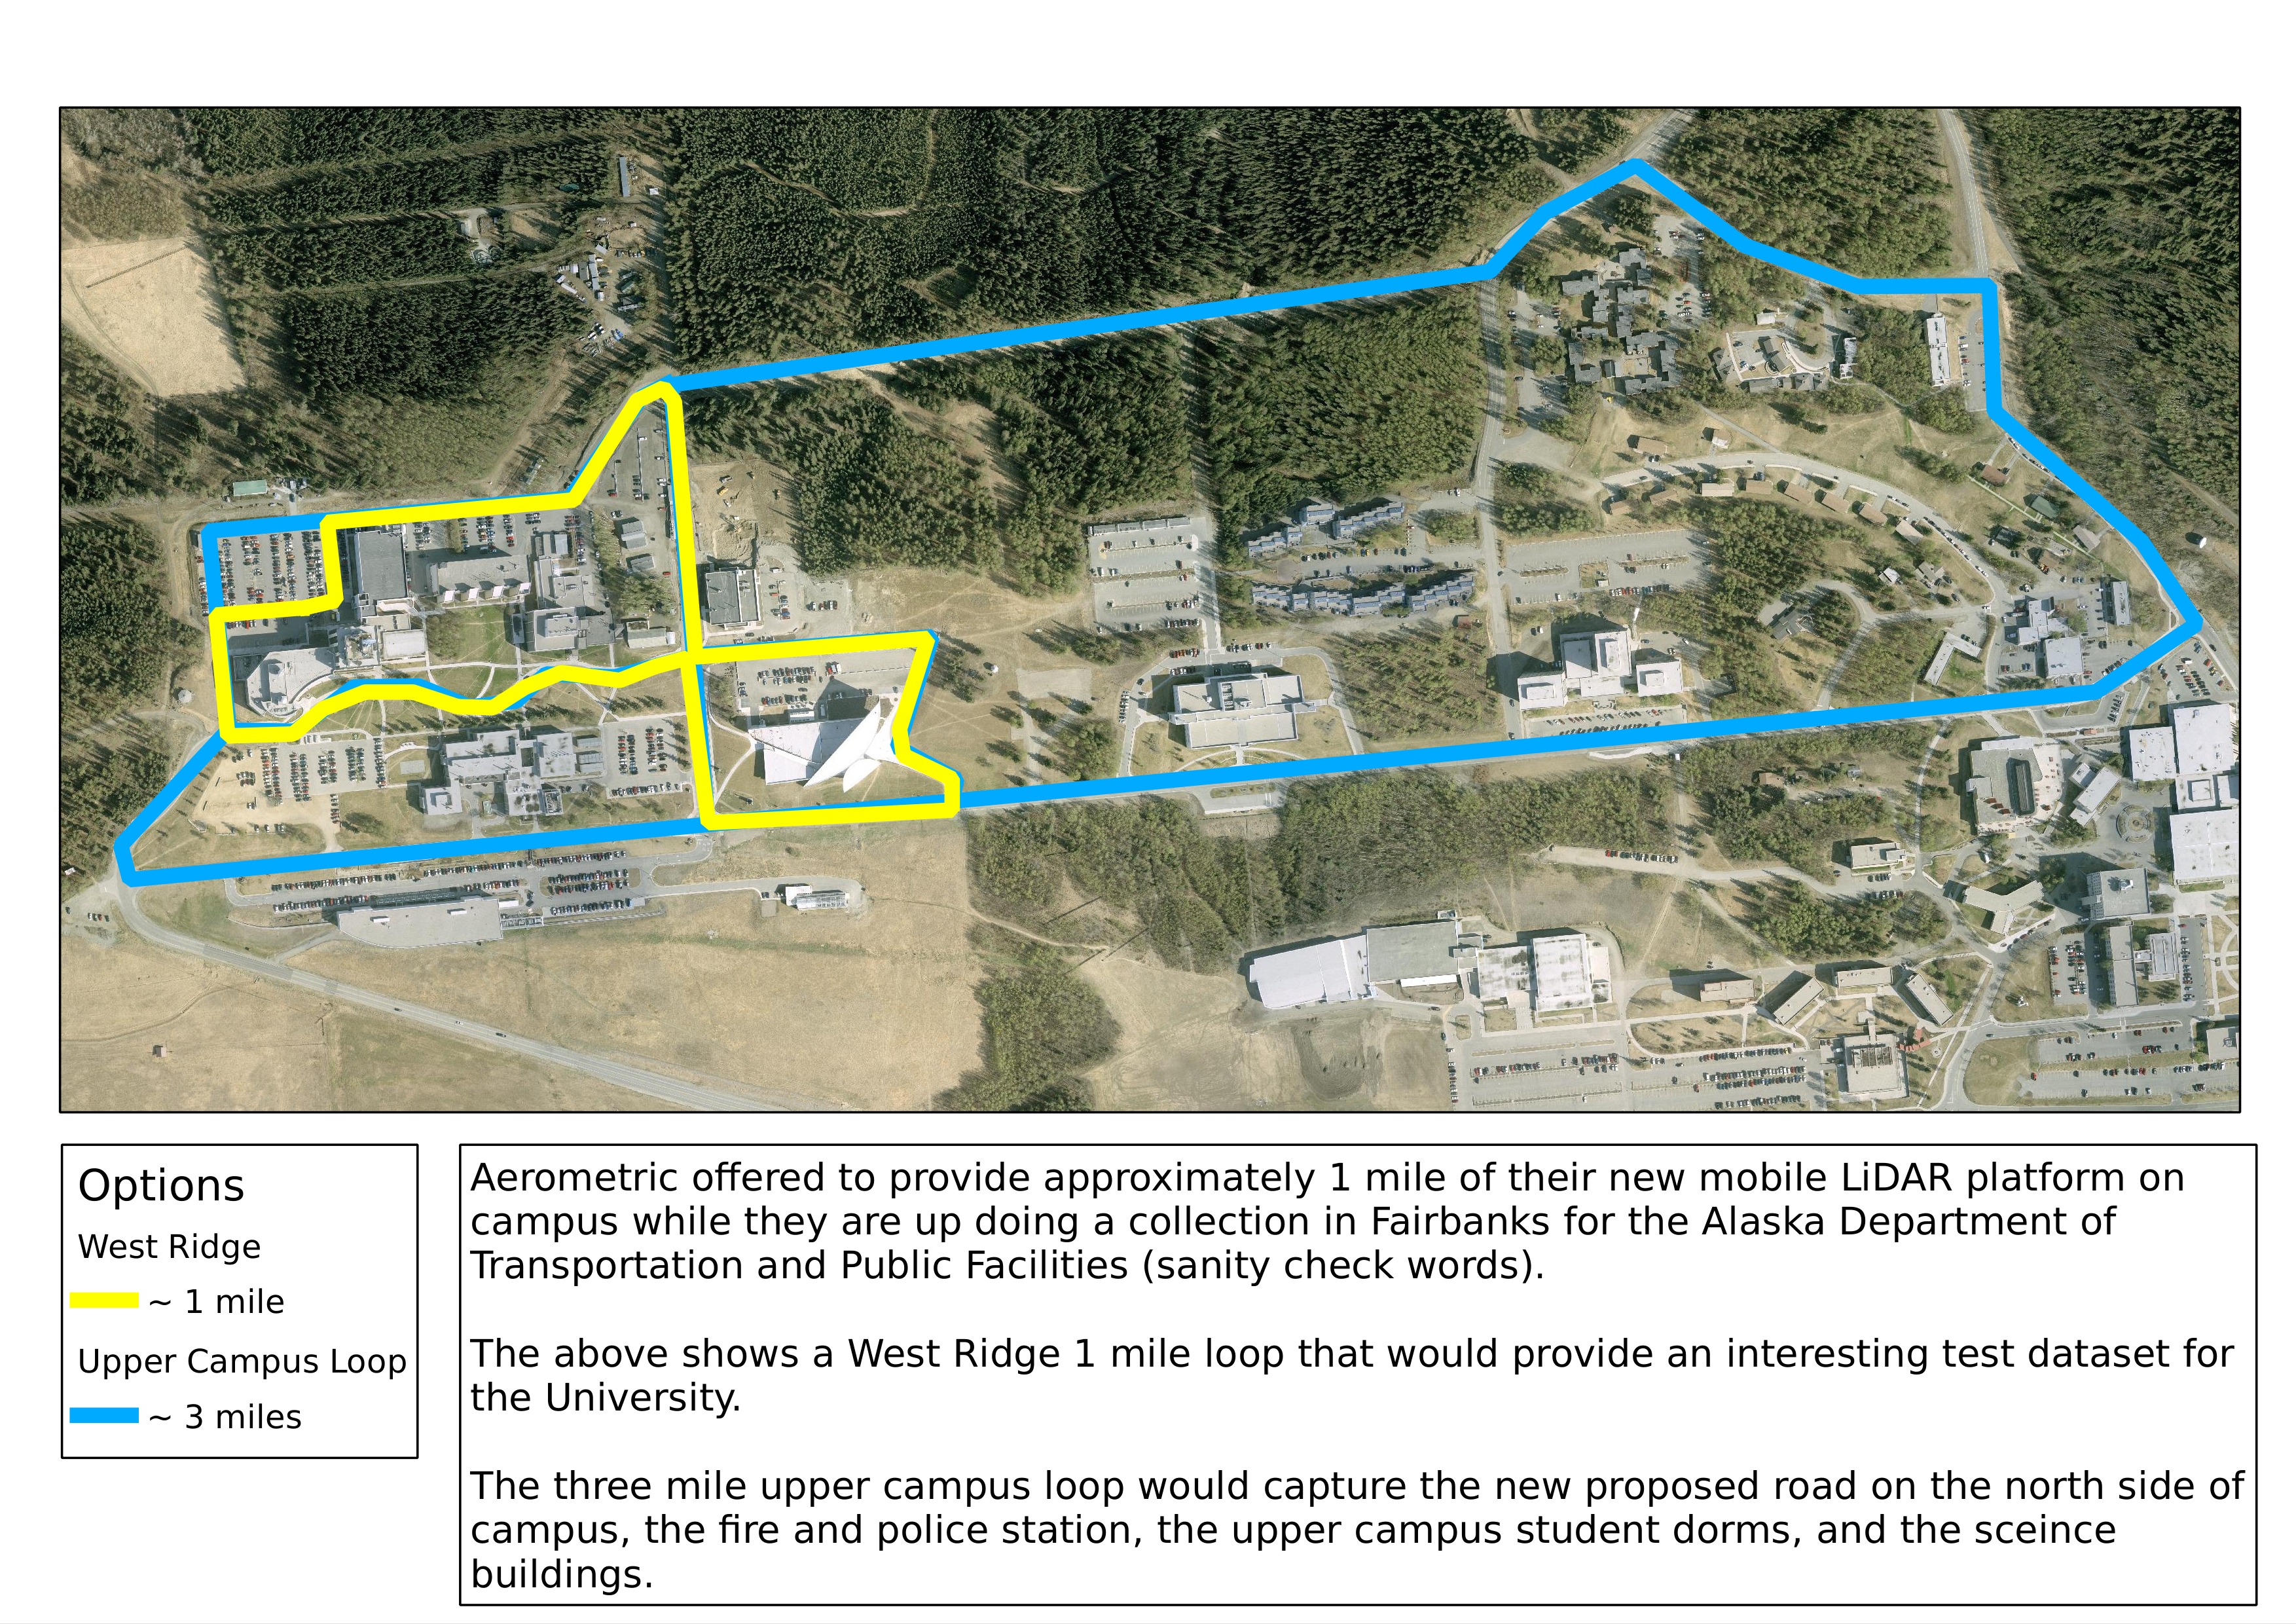 Options
West Ridge
~ 1 mile
Upper Campus Loop
~ 3 miles
Aerometric offered to provide approximately 1 mile of their new mobile LiDAR platform on
campus while they are up doing a collection in Fairbanks for the Alaska Department of
Transportation and Public Facilities (sanity check words).
The above shows a West Ridge 1 mile loop that would provide an interesting test dataset for
the University.
The three mile upper campus loop would capture the new proposed road on the north side of
campus, the fire and police station, the upper campus student dorms, and the sceince
buildings.